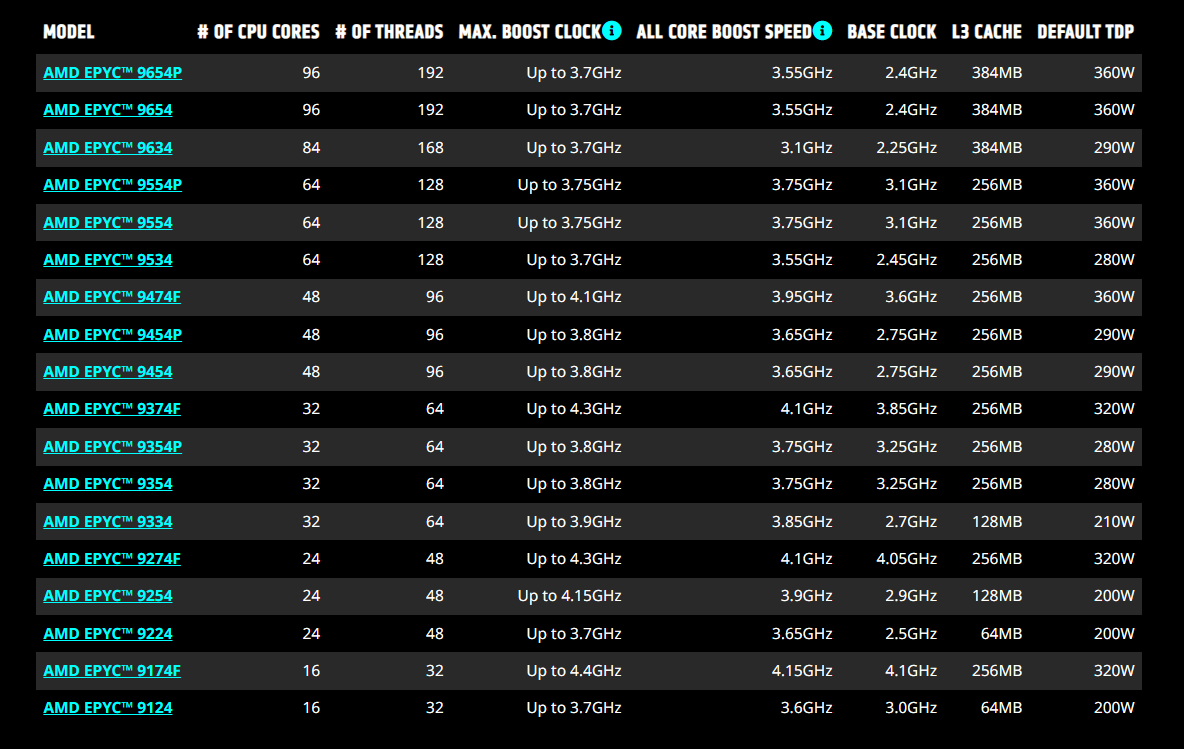 MODEL # OF CPU CORES # OF THREADS MAX. BOOST CLOCK ALL CORE BOOST SPEED BASE CLOCK L3 CACHE DEFAULT TDP
AMD EPYC™ 9654P 96 192 Up to 3.7GHz 3.55GHz 2.4GHz 384MB 360W
AMD EPYC™ 9654 96 192 Up to 3.7GHz 3.55GHz 2.4GHz 384MB 360W
AMD EPYC™ 9634 84 168 Up to 3.7GHz 3.1GHz 2.25GHz 384MB 290W
AMD EPYC™ 9554P 64 128 Up to 3.75GHz 3.75GHz 3.1GHz 256MB 360W
AMD EPYC™ 9554 64 128 Up to 3.75GHz 3.75GHz 3.1GHz 256MB 360W
AMD EPYC™ 9534 64 128 Up to 3.7GHz 3.55GHz 2.45GHz 256MB 280W
AMD EPYC™ 9474F 48 96 Up to 4.1GHz 3.95GHz 3.6GHz 256MB 360W
AMD EPYC™ 9454P 48 96 Up to 3.8GHz 3.65GHz 2.75GHz 256MB 290W
AMD EPYC™ 9454 48 96 Up to 3.8GHz 3.65GHz 2.75GHz 256MB 290W
AMD EPYC™ 9374F 32 64 Up to 4.3GHz 4.1GHz 3.85GHz 256MB 320W
AMD EPYC™ 9354P 32 64 Up to 3.8GHz 3.75GHz 3.25GHz 256MB 280W
AMD EPYC™ 9354 32 64 Up to 3.8GHz 3.75GHz 3.25GHz 256MB 280W
AMD EPYC™ 9334 32 64 Up to 3.9GHz 3.85GHz 2.7GHz 128MB 210W
AMD EPYC™ 9274F 24 48 Up to 4.3GHz 4.1GHz 4.05GHz 256MB 320W
AMD EPYC™ 9254 24 48 Up to 4.15GHz 3.9GHz 2.9GHz 128MB 200W
AMD EPYC™ 9224 24 48 Up to 3.7GHz 3.65GHz 2.5GHz 64MB 200W
AMD EPYC™ 9174F 16 32 Up to 4.4GHz 4.15GHz 4.1GHz 256MB 320W
AMD EPYC™ 9124 16 32 Up to 3.7GHz 3.6GHz 3.0GHz 64MB 200W